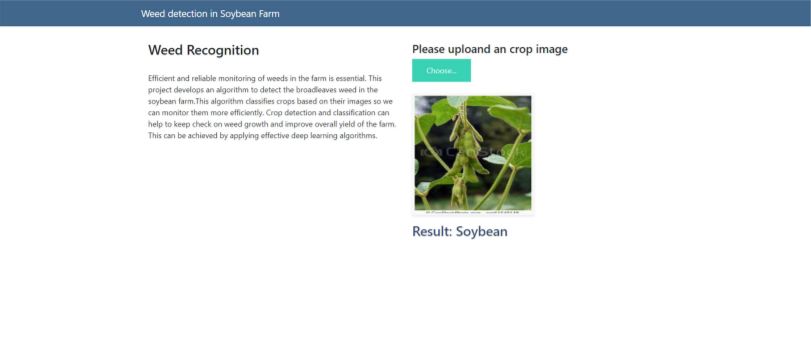 Weed detection in Soybean Farm
Weed Recognition
Efficient and reliable monitoring of weeds in the farm is essential. This
project develops an algorithm to detect the broadleaves weed in the
soybean farm.This algorithm classifies crops based on their images so we
can monitor them more efficiently. Crop detection and classification can
help to keep check on weed growth and improve overall yield of the farm.
This can be achieved by applying effective deep learning algorithms.
Please uploand an crop image
Choose...
Result: Soybean